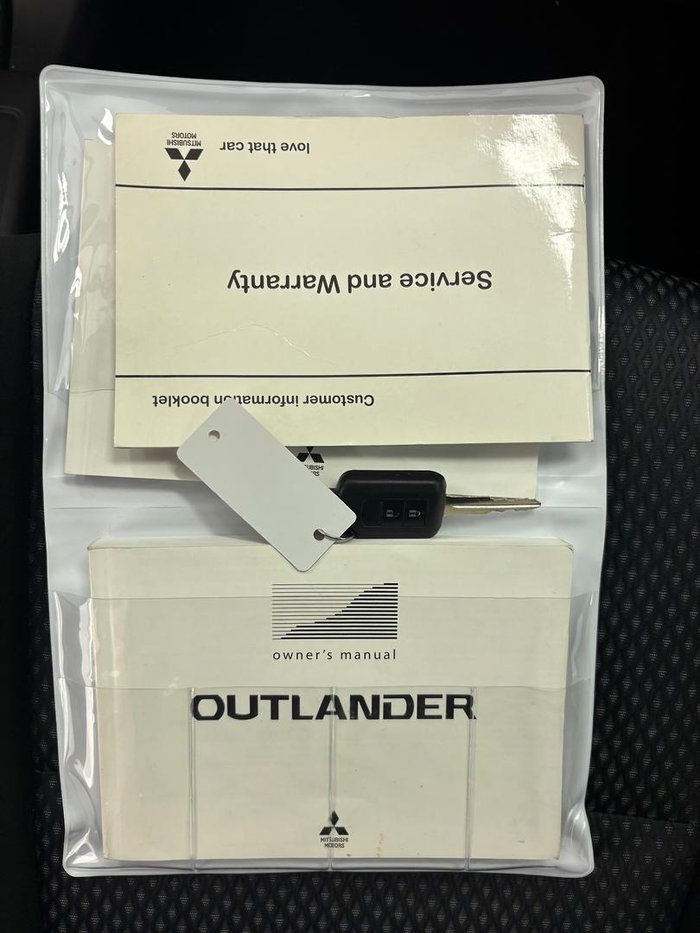 MITSUBISHI
MOTORS
love that car
Service and Warranty
Customer information booklet
owner's manual
OUTLANDER
MITSUBISHI
MOTORS